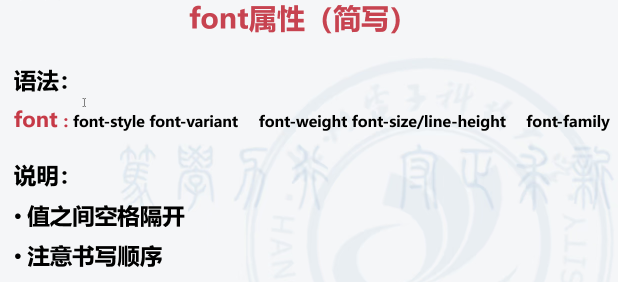 font属性（简写）
语法：
font : font-style font-variant font-weight font-size/line-height font-family
说明：
• 值之间空格隔开
• 注意书写顺序